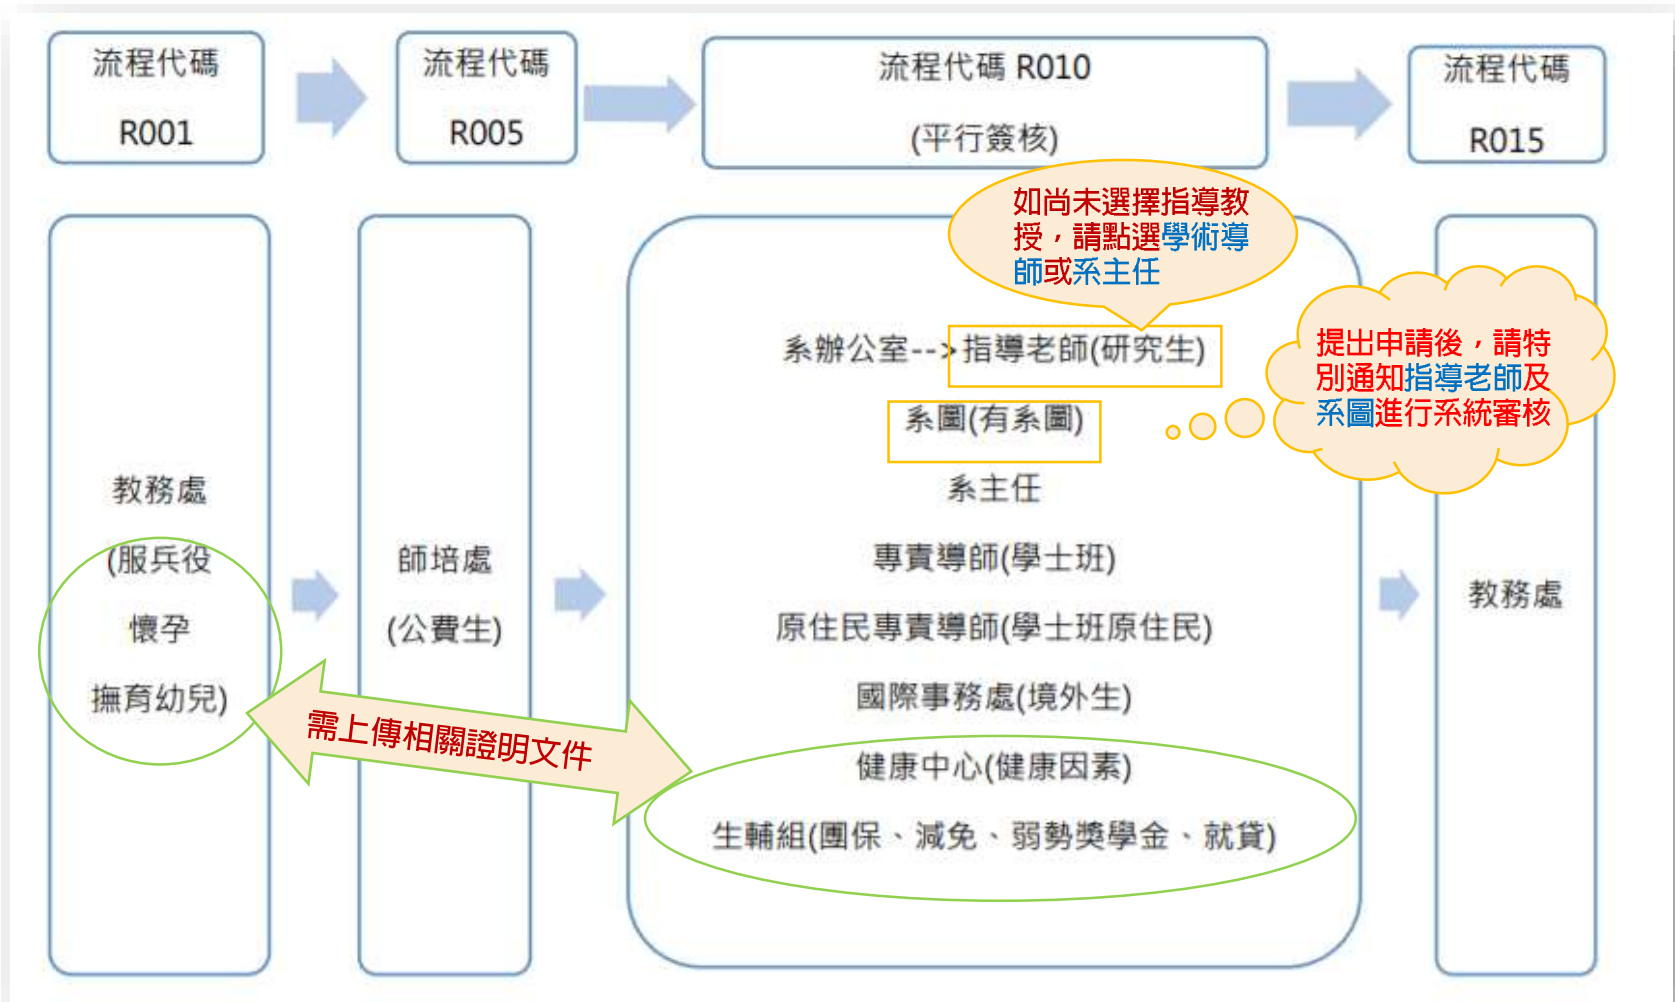 流程代碼
R001
流程代碼
R005
流程代碼 R010
(平行簽核)
流程代碼
R015
如尚未選擇指導教
授，請點選學術導
師或系主任
提出申請後，請特
別通知指導老師及
系圖進行系統審核
教務處
(服兵役
懷孕
撫育幼兒)
師培處
(公費生)
系辦公室-->指導老師(研究生)
系圖(有系圖)
系主任
專責導師(學士班)
原住民專責導師(學士班原住民)
國際事務處(境外生)
健康中心(健康因素)
生輔組(團保、減免、弱勢獎學金、就貸)
教務處
需上傳相關證明文件